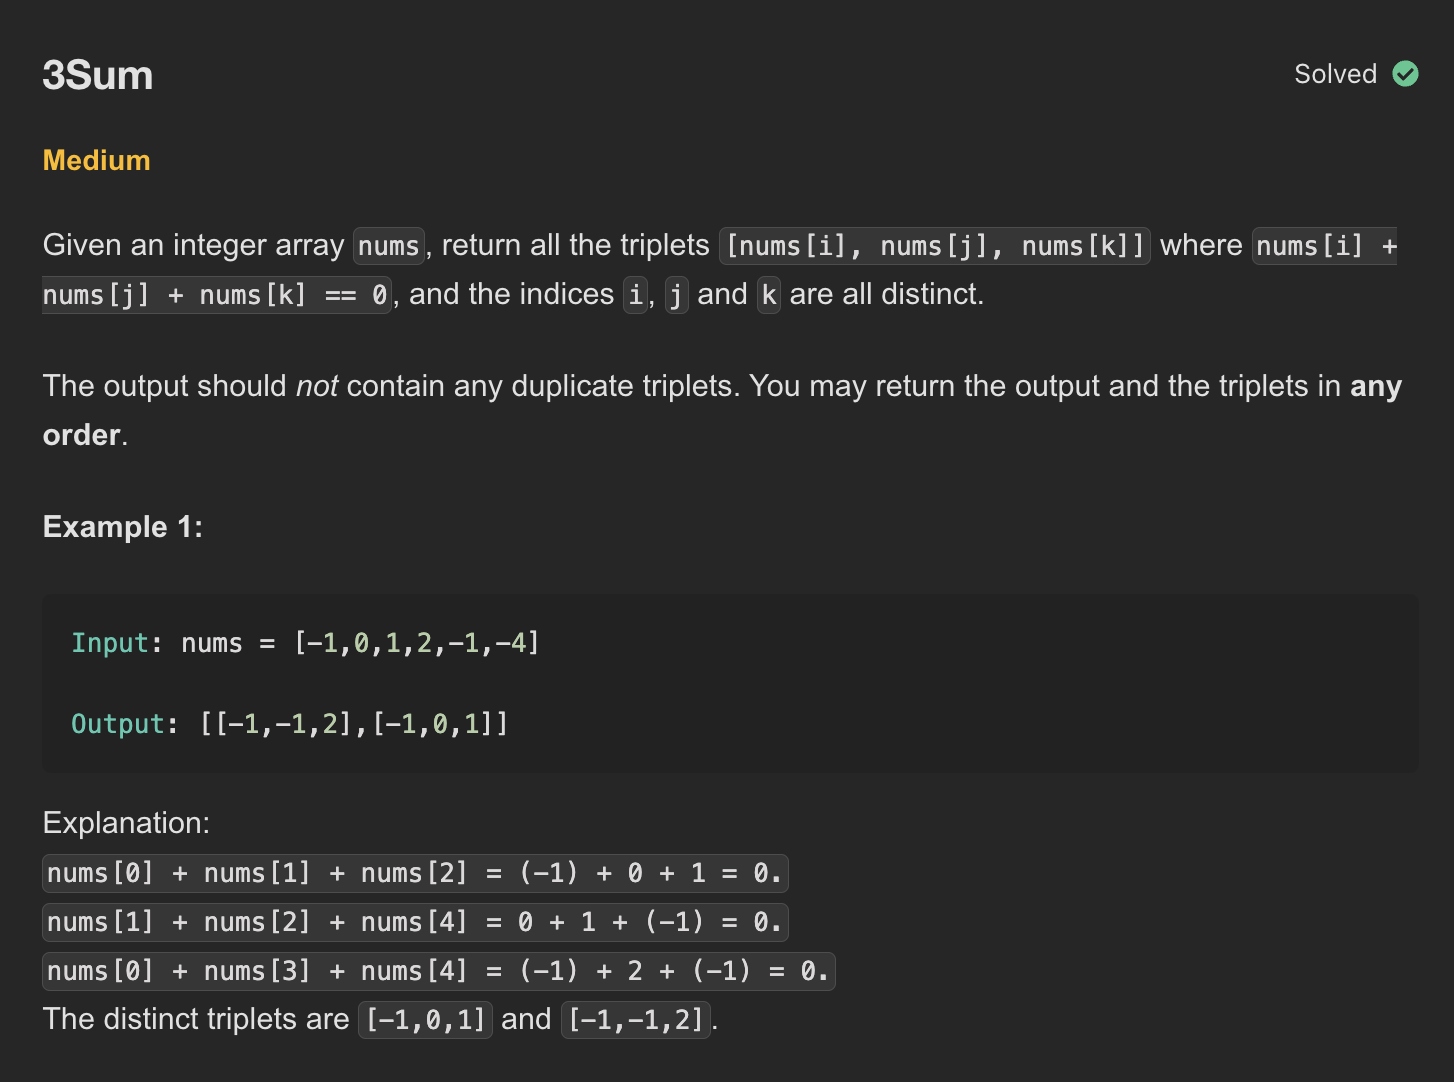 3Sum
Solved
Medium
Given an integer array nums, return all the triplets [nums[i], nums[j], nums[k]] where nums[i] +
nums[j] + nums[k] == 0, and the indices i, j and k are all distinct.
The output should not contain any duplicate triplets. You may return the output and the triplets in any
order.
Example 1:
Input: nums = [-1,0,1,2,-1,-4]
Output: [[-1,-1,2],[-1,0,1]]
Explanation:
nums[0] + nums[1] + nums[2] = (-1) + 0 + 1 = 0.
nums[1] + nums[2] + nums[4] = 0 + 1 + (-1) = 0.
nums[0] + nums[3] + nums[4] = (-1) + 2 + (-1) = 0.
The distinct triplets are [-1,0,1] and [-1,-1,2].